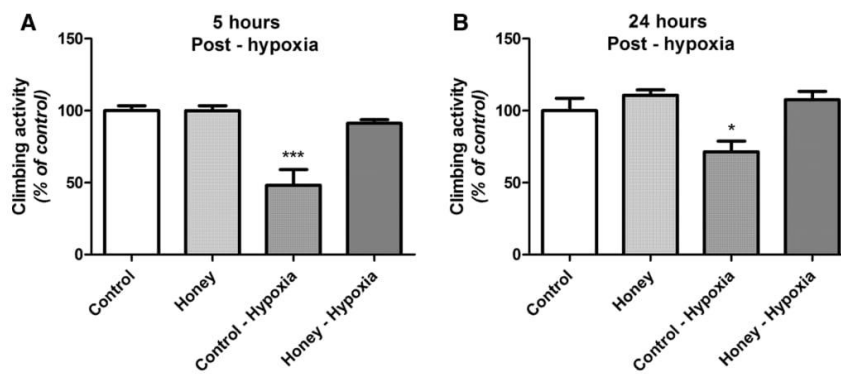 A
5 hours
Post - hypoxia
150
100
50
0
Climbing activity
(% of control)
***
Control
Honey
Control - Hypoxia
Honey - Hypoxia
B
24 hours
Post - hypoxia
150
100
50
0
Climbing activity
(% of control)
*
Control
Honey
Control - Hypoxia
Honey - Hypoxia